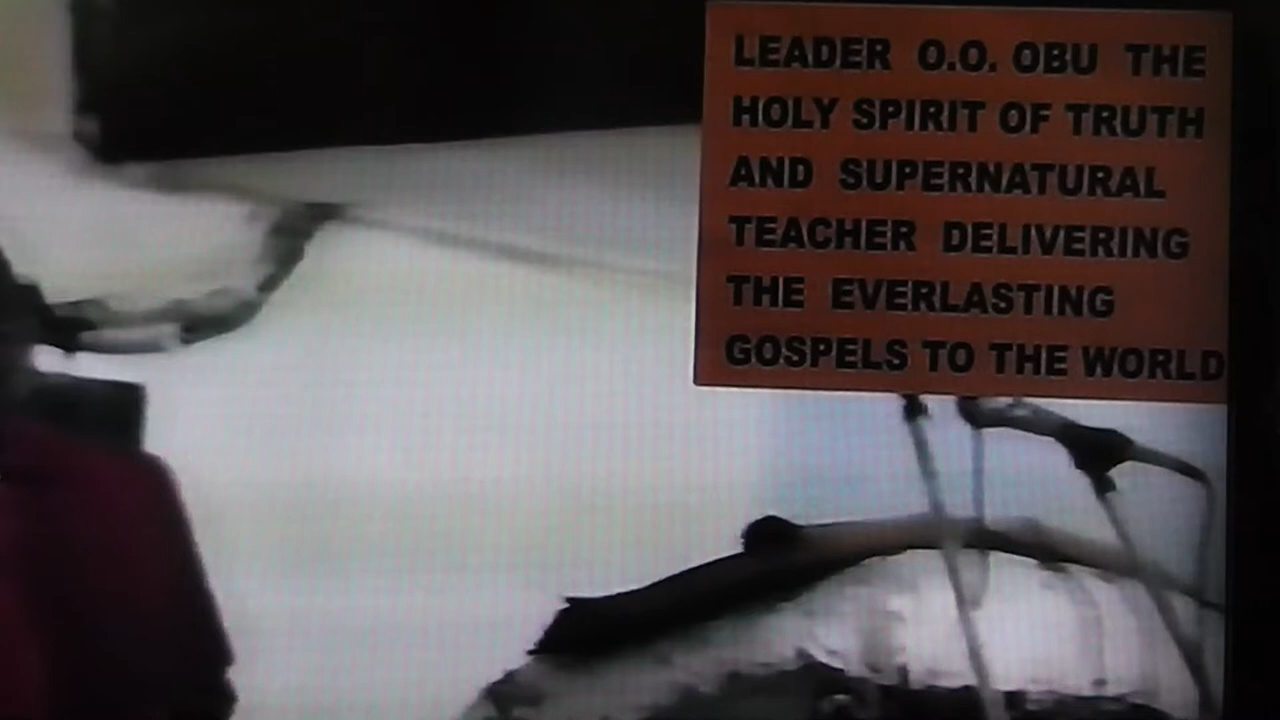 LEADER O.O. OBU THE
HOLY SPIRIT OF TRUTH
AND SUPERNATURAL
TEACHER DELIVERING
THE EVERLASTING
GOSPELS TO THE WORLD